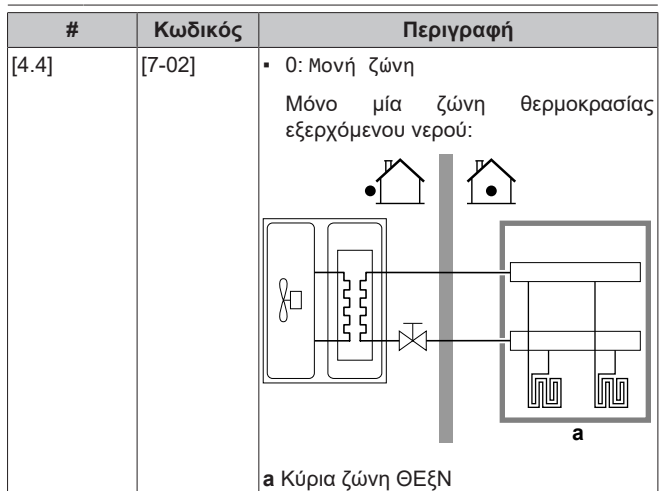 # Κωδικός Περιγραφή
[4.4] [7-02] ▪ 0: Μονή ζώνη
Μόνο μία ζώνη θερμοκρασίας
εξερχόμενου νερού:
a
a Κύρια ζώνη ΘΕξΝ